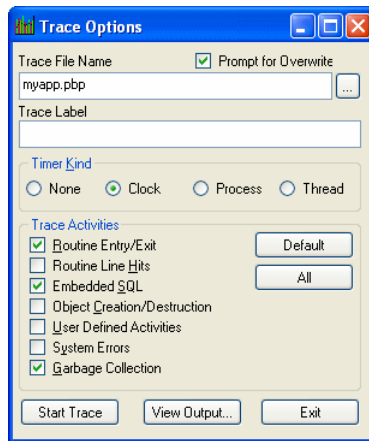 Trace Options
Trace File Name Prompt for Overwrite
myapp.pbp ...
Trace Label
Timer Kind
None Clock Process Thread
Trace Activities
Routine Entry/Exit Default
Routine Line Hits
Embedded SQL All
Object Creation/Destruction
User Defined Activities
System Errors
Garbage Collection
Start Trace View Output... Exit